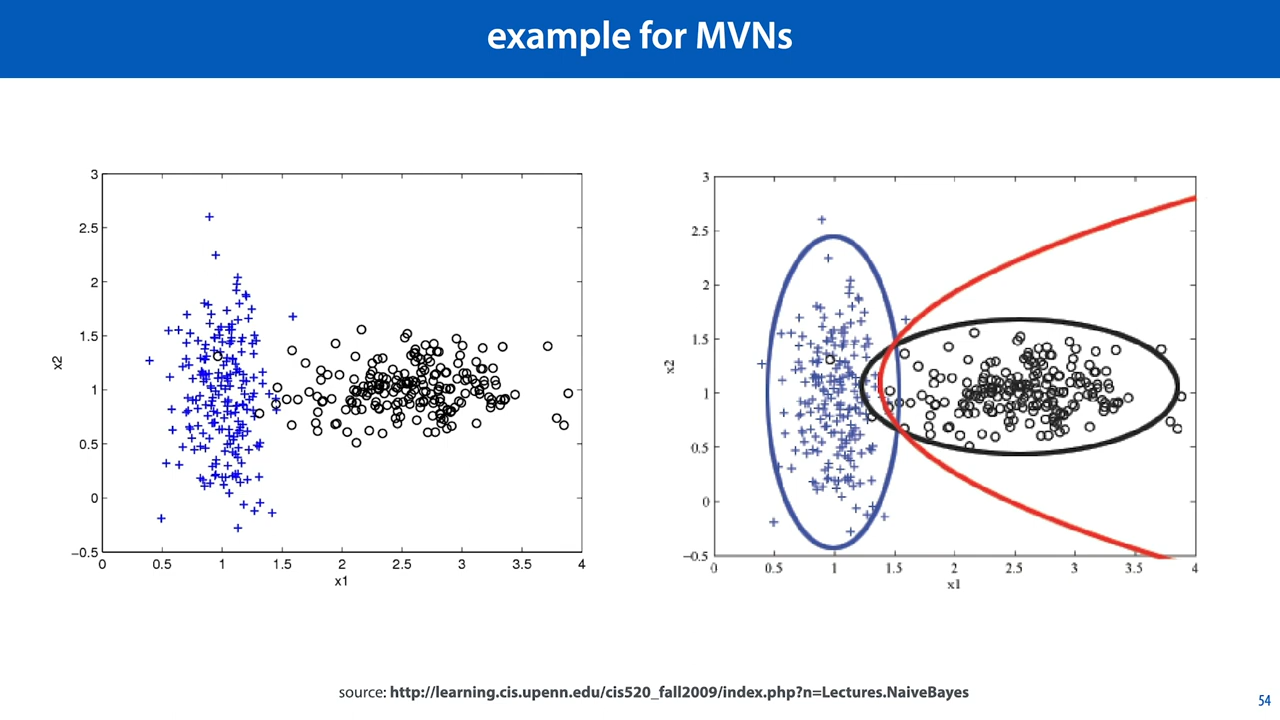 example for MVNs
3
2.5
2
1.5
1
0.5
0
−0.5
x2
0 0.5 1 1.5 2 2.5 3 3.5 4
x1
3
2.5
2
1.5
1
0.5
0
−0.5
x2
0 0.5 1 1.5 2 2.5 3 3.5 4
x1
source: http://learning.cis.upenn.edu/cis520_fall2009/index.php?n=Lectures.NaiveBayes
54